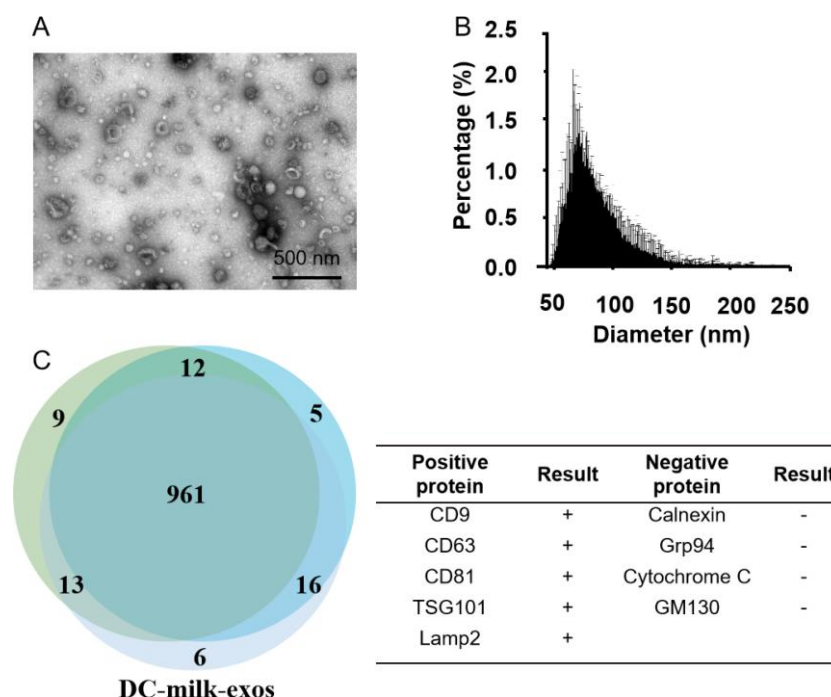 A
500 nm
B
Percentage (%)
2.5
2.0
1.5
1.0
0.5
0.0
50 100 150 200 250
Diameter (nm)
C
12
9
5
961
13
16
6
DC-milk-exos
Positive protein Result Negative protein Result
CD9 + Calnexin -
CD63 + Grp94 -
CD81 + Cytochrome C -
TSG101 + GM130 -
Lamp2 +